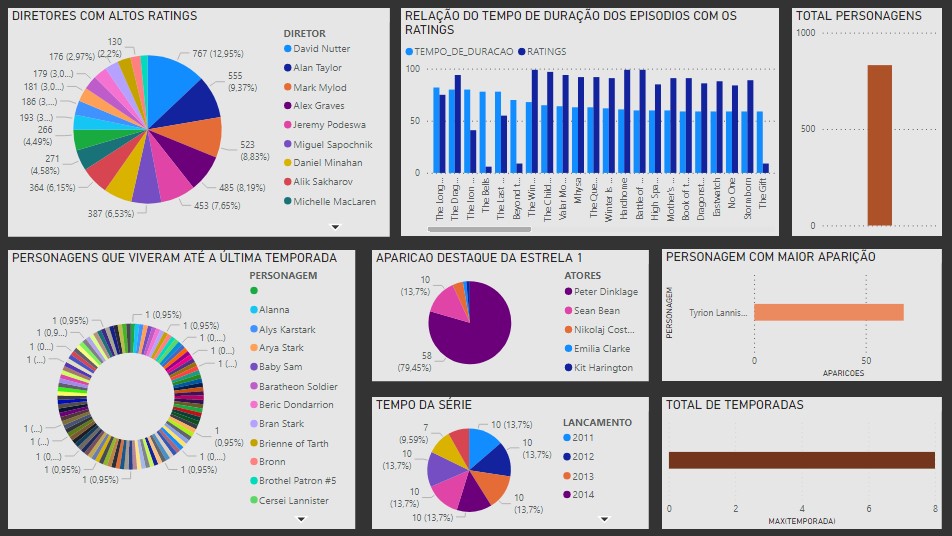 DIRETORES COM ALTOS RATINGS
130
(2,2%)
176 (2,97%)
179 (3,0...)
181 (3,0...)
186 (3,...)
193 (3...)
266
(4,49%)
271
(4,58%)
364 (6,15%)
387 (6,53%)
453 (7,65%)
485 (8,19%)
523
(8,83%)
555
(9,37%)
767 (12,95%)
DIRETOR
David Nutter
Alan Taylor
Mark Mylod
Alex Graves
Jeremy Podeswa
Miguel Sapochnik
Daniel Minahan
Alik Sakharov
Michelle MacLaren
RELAÇÃO DO TEMPO DE DURAÇÃO DOS EPISODIOS COM OS
RATINGS
TEMPO_DE_DURACAO RATINGS
100
50
0
The Long...
The Drag...
The Iron ...
The Bells
The Last ...
Beyond t...
The Win...
The Child...
Valar Mo...
Mhysa
The Que...
Winter Is ...
Hardhome
Battle of ...
High Spa...
Mother's ...
Book of t...
Dragonst...
Eastwatch
No One
Stormborn
The Gift
TOTAL PERSONAGENS
1000
500
0
PERSONAGENS QUE VIVERAM ATÉ A ÚLTIMA TEMPORADA
1 (0,95%)
1 (0,9...)
1 (0...)
1 (...)
1 (...)
1 (...)
1 (0,...)
1 (0,...)
1 (0,95%)
1 (0,95%)
1
(0,95%)
1 (...)
1 (0...)
1 (0,...)
1 (0,95%)
PERSONAGEM
Alanna
Alys Karstark
Arya Stark
Baby Sam
Baratheon Soldier
Beric Dondarrion
Bran Stark
Brienne of Tarth
Bronn
Brothel Patron #5
Cersei Lannister
APARICAO DESTAQUE DA ESTRELA 1
10
(13,7%)
58
(79,45%)
ATORES
Peter Dinklage
Sean Bean
Nikolaj Cost...
Emilia Clarke
Kit Harington
PERSONAGEM COM MAIOR APARIÇÃO
PERSONAGEM
Tyrion Lannis...
0 50
APARICOES
TEMPO DA SÉRIE
7
(9,59%)
10
(13,7%)
10
(13,7%)
10 (13,7%)
10
(13,7%)
10
(13,7%)
10 (13,7%)
LANCAMENTO
2011
2012
2013
2014
TOTAL DE TEMPORADAS
0 2 4 6 8
MAX(TEMPORADA)